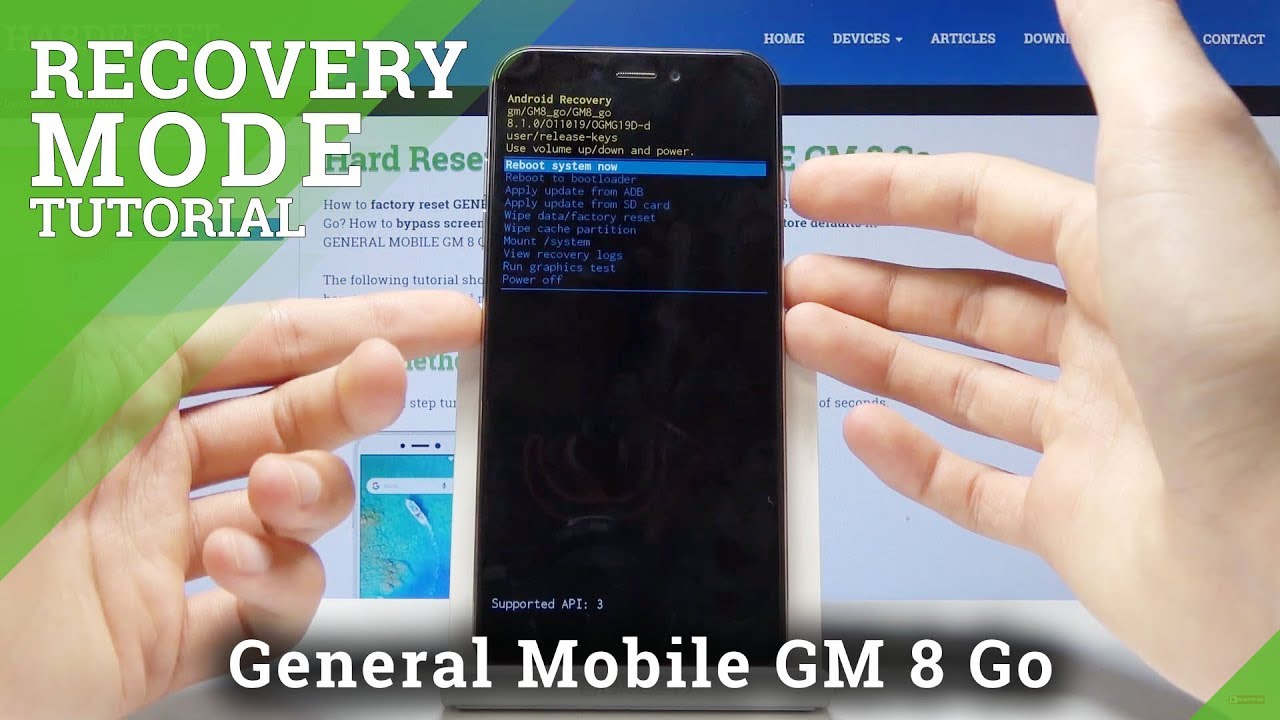 RECOVERY
MODE
TUTORIAL
HOME DEVICES ARTICLES CONTACT
Android Recovery
gm/GM8_go/GM8_go
8.1.0/O11019/OGMG19D-d
user/release-keys
Use volume up/down and power.
Reboot system now
Reboot to bootloader
Apply update from ADB
Apply update from SD card
Wipe data/factory reset
Wipe cache partition
Mount /system
View recovery logs
Run graphics test
Power off
Supported API: 3
Hard GM 8 Go
How to factory reset
Go? How to bypass
GENERAL MOBILE GM 8
The following tutorial
step of seconds.
General Mobile GM 8 Go